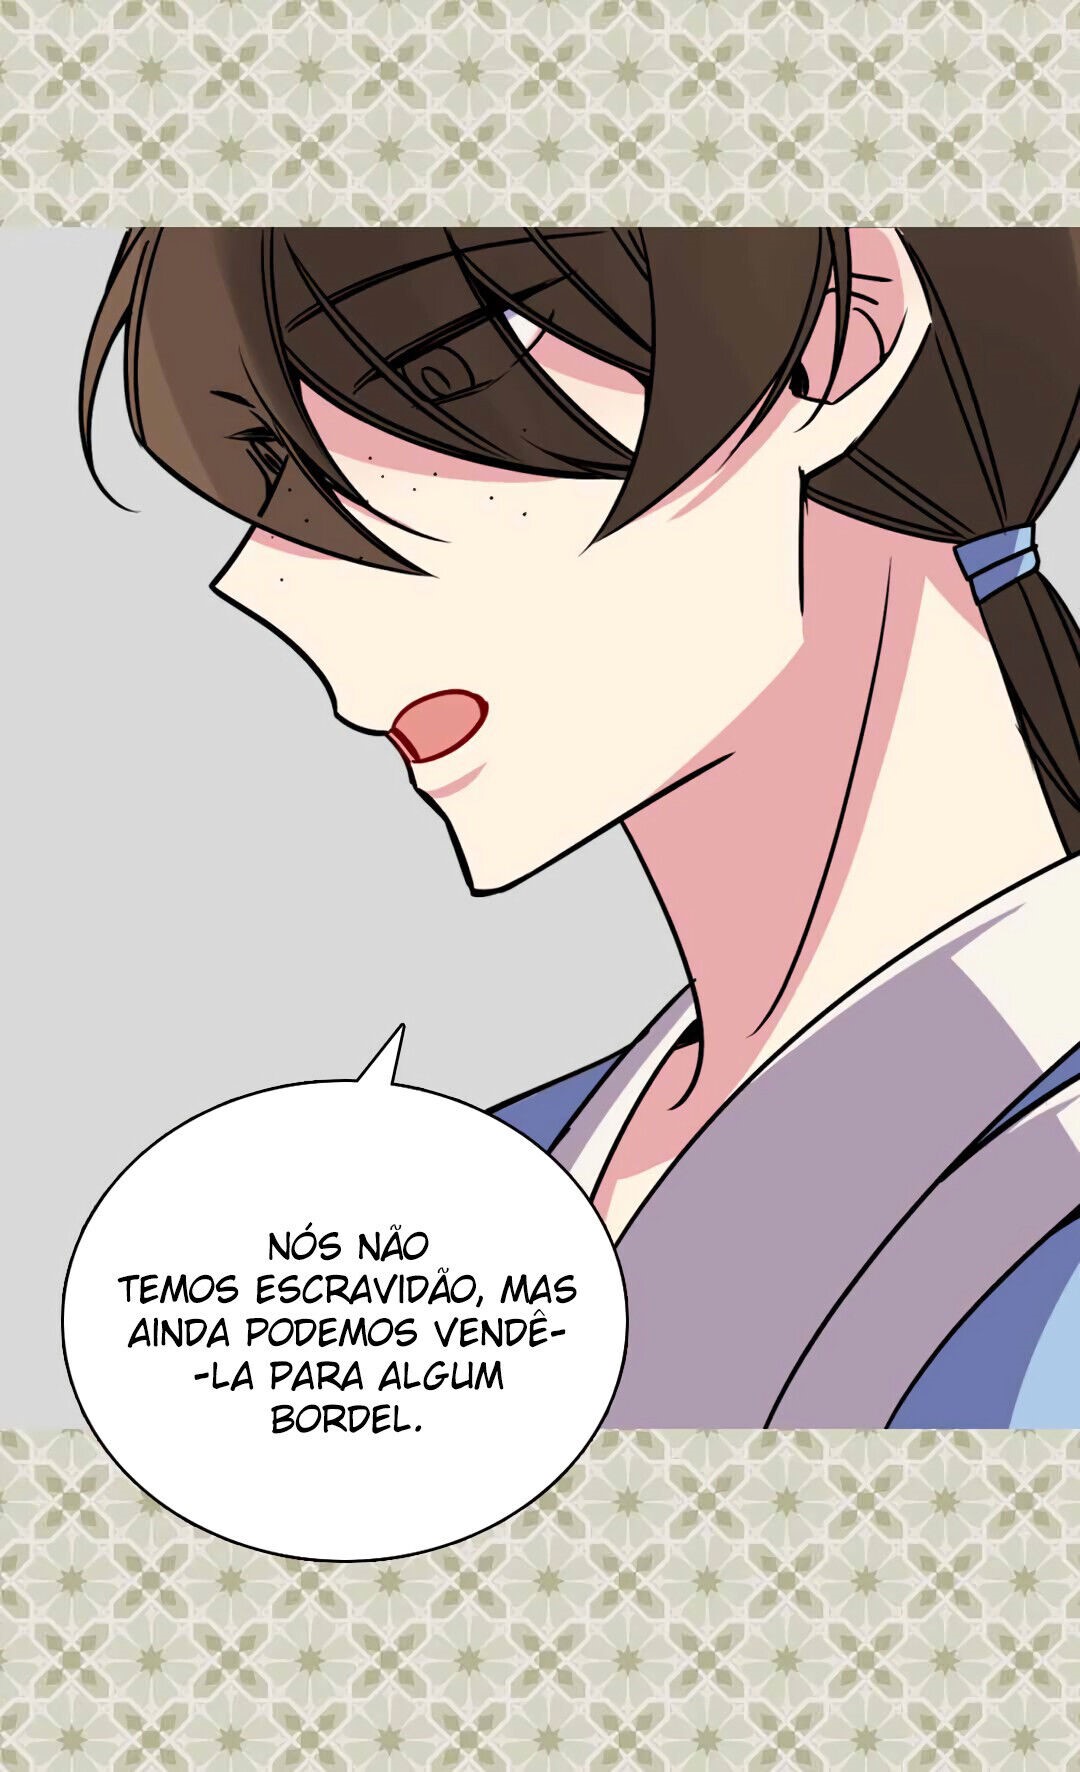 NÓS NÃO
TEMOS ESCRAVIDÃO, MAS
AINDA PODEMOS VENDÊ-
-LA PARA ALGUM
BORDEL.